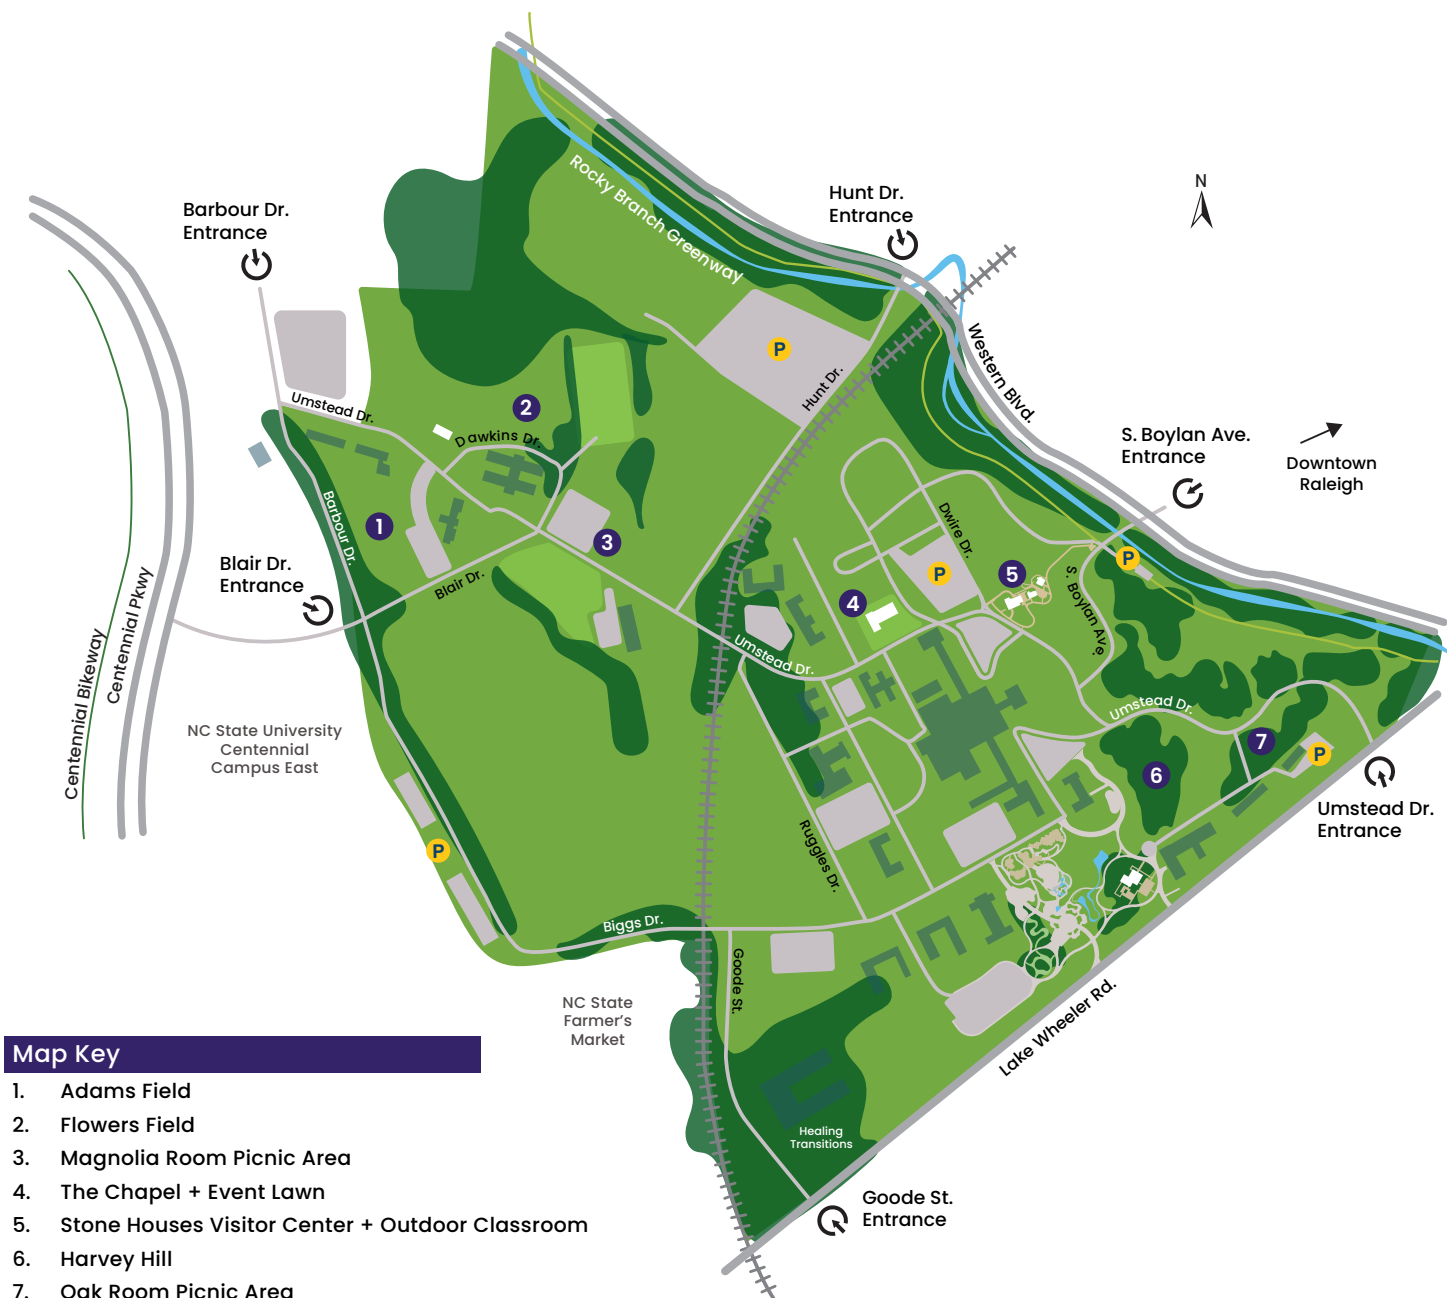 N
Barbour Dr.
Entrance
Hunt Dr.
Entrance
Rocky Branch Greenway
Western Blvd.
S. Boylan Ave.
Entrance
Downtown
Raleigh
P
Hunt Dr.
Umstead Dr.
2
Dawkins Dr.
1
3
Barbour Dr.
Blair Dr.
Entrance
Blair Dr.
Dwire Dr.
P
5
P
4
S. Boylan Ave.
Umstead Dr.
Umstead Dr.
7
P
6
Umstead Dr.
Entrance
Centennial Bikeway
Centennial Pkwy
NC State University
Centennial
Campus East
P
Ruggles Dr.
Biggs Dr.
Goode St.
NC State
Farmer’s
Market
Lake Wheeler Rd.
Healing
Transitions
Goode St.
Entrance
Map Key
1. Adams Field
2. Flowers Field
3. Magnolia Room Picnic Area
4. The Chapel + Event Lawn
5. Stone Houses Visitor Center + Outdoor Classroom
6. Harvey Hill
7. Oak Room Picnic Area